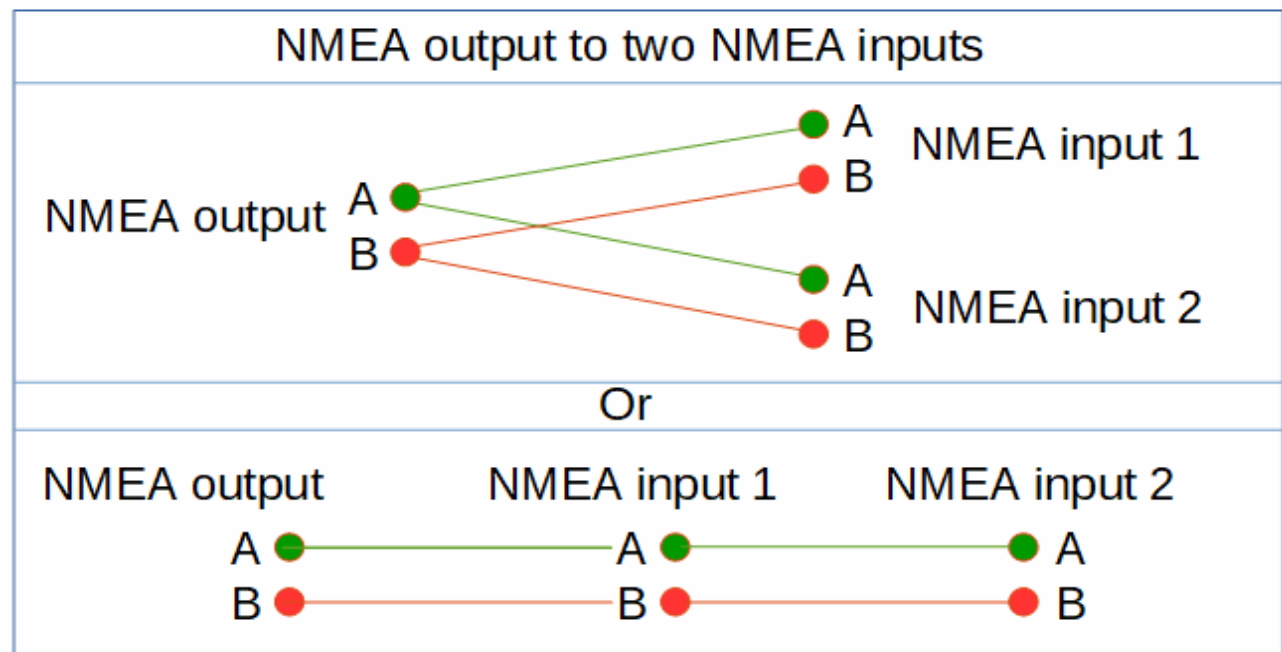 NMEA output to two NMEA inputs
A
NMEA input 1
B
NMEA output A
B
A
NMEA input 2
B
Or
NMEA output NMEA input 1 NMEA input 2
A A A
B B B